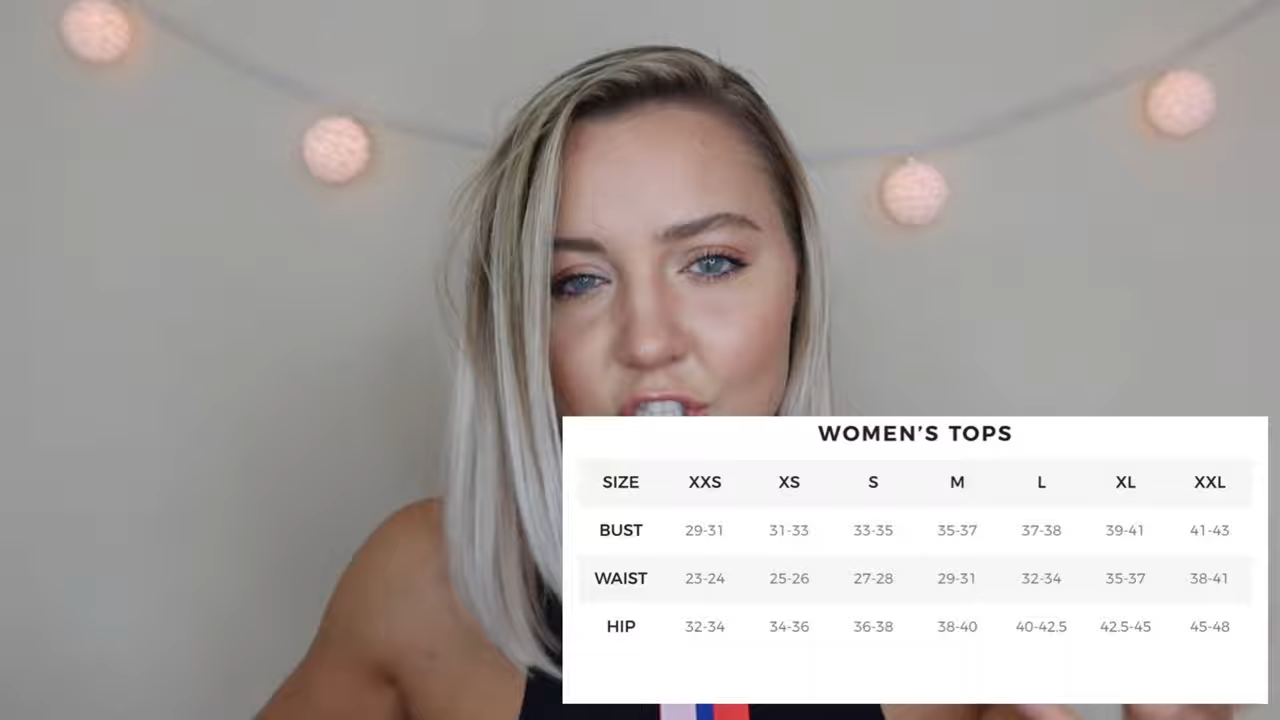 WOMEN'S TOPS
SIZE XXS XS S M L XL XXL
BUST 29-31 31-33 33-35 35-37 37-38 39-41 41-43
WAIST 23-24 25-26 27-28 29-31 32-34 35-37 38-41
HIP 32-34 34-36 36-38 38-40 40-42.5 42.5-45 45-48